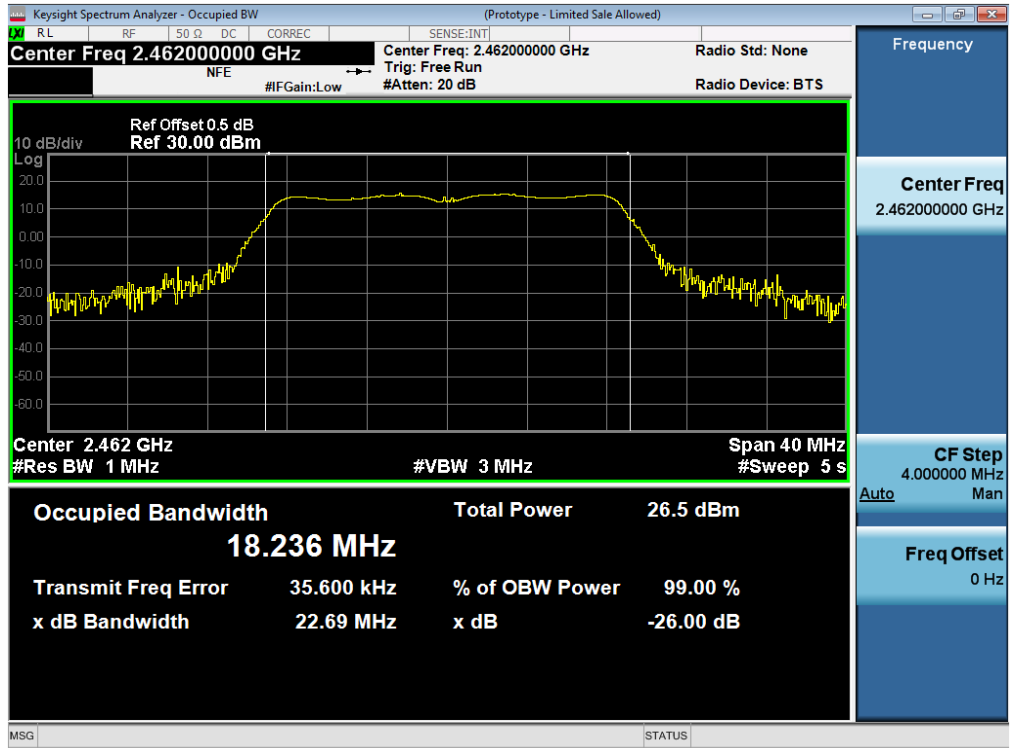 Keysight Spectrum Analyzer - Occupied BW (Prototype - Limited Sale Allowed)
LXI RL RF 50 Ω DC CORREC SENSE:INT
Center Freq 2.462000000 GHz
NFE
#IFGain:Low
Center Freq: 2.462000000 GHz
Trig: Free Run
#Atten: 20 dB
Radio Std: None
Radio Device: BTS
Ref Offset 0.5 dB
10 dB/div Ref 30.00 dBm
Log
20.0
10.0
0.00
-10.0
-20.0
-30.0
-40.0
-50.0
-60.0
Center 2.462 GHz Span 40 MHz
#Res BW 1 MHz #VBW 3 MHz #Sweep 5 s
Occupied Bandwidth Total Power 26.5 dBm
18.236 MHz
Transmit Freq Error 35.600 kHz % of OBW Power 99.00 %
x dB Bandwidth 22.69 MHz x dB -26.00 dB
Frequency
Center Freq
2.462000000 GHz
CF Step
4.000000 MHz
Auto Man
Freq Offset
0 Hz
MSG STATUS